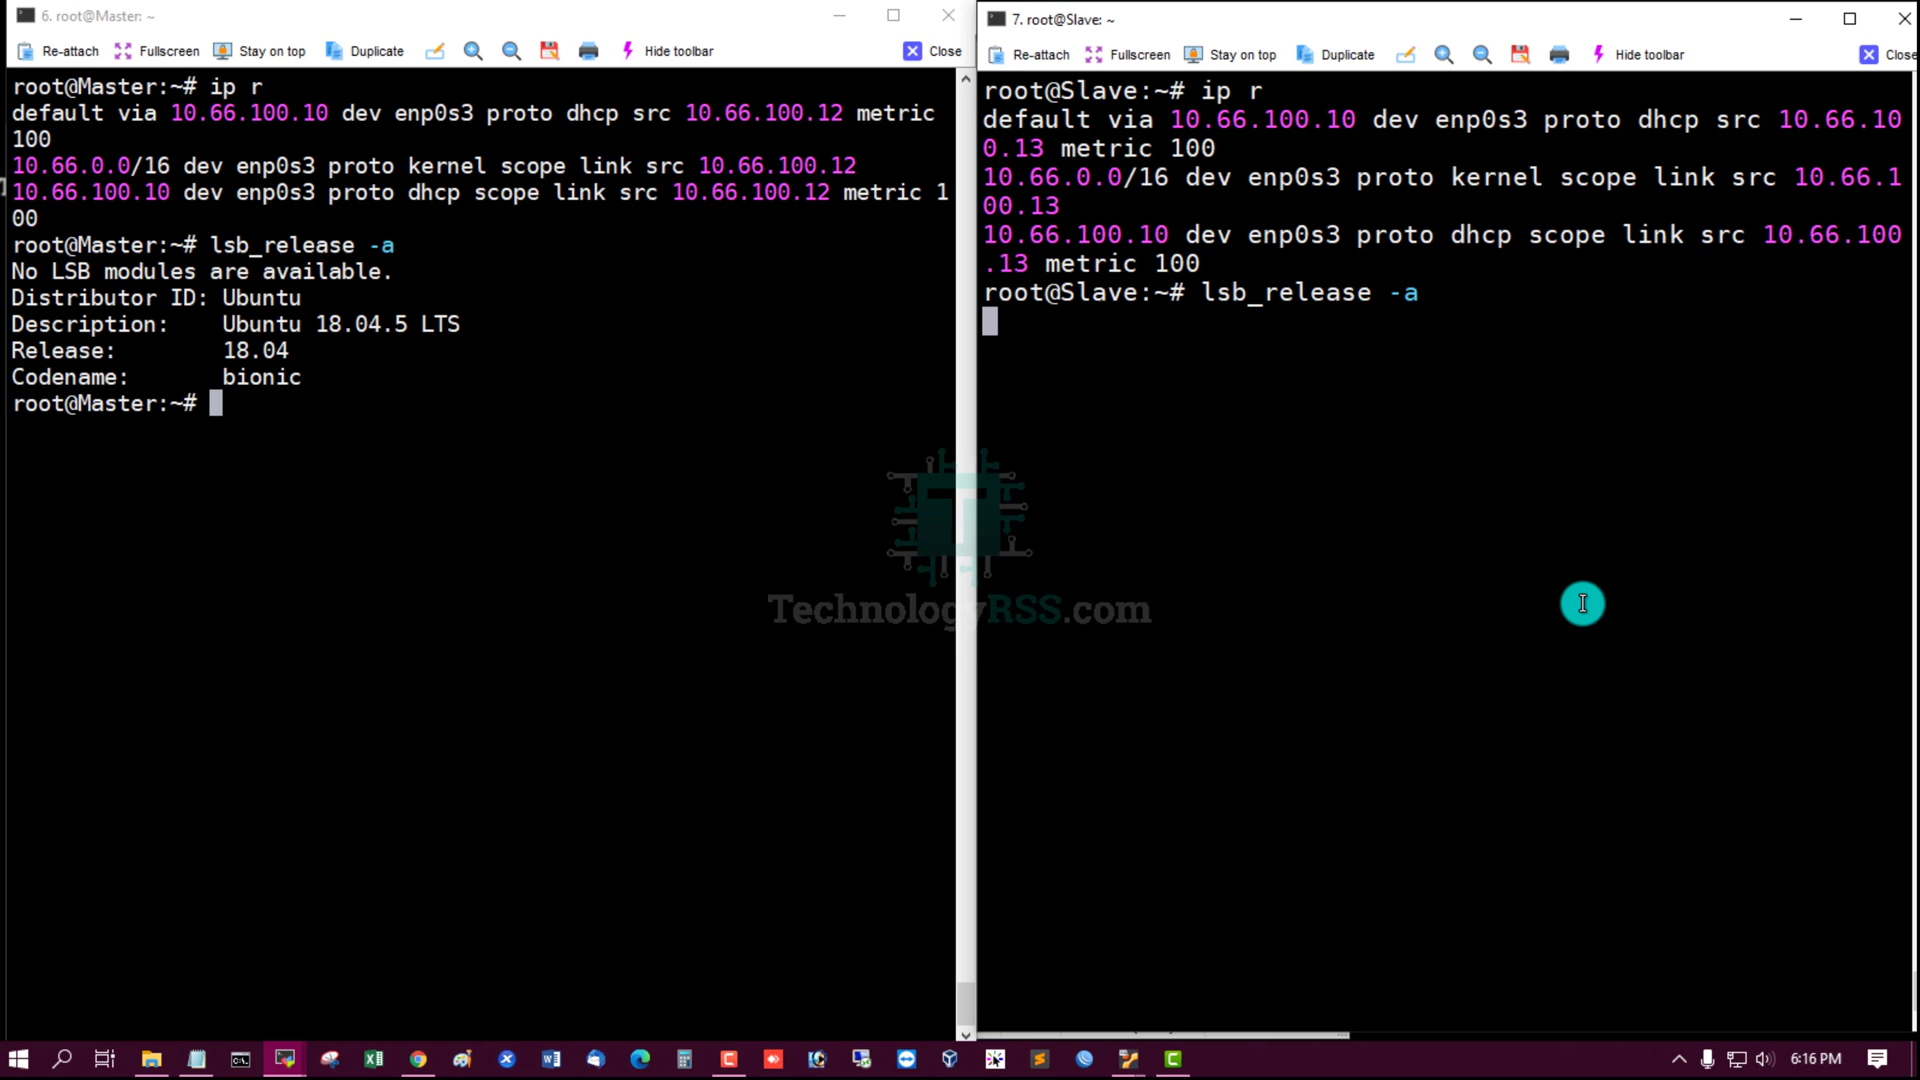 6. root@Master: ~
Re-attach Fullscreen Stay on top Duplicate Hide toolbar Close
root@Master:~# ip r
default via 10.66.100.10 dev enp0s3 proto dhcp src 10.66.100.12 metric
100
10.66.0.0/16 dev enp0s3 proto kernel scope link src 10.66.100.12
10.66.100.10 dev enp0s3 proto dhcp scope link src 10.66.100.12 metric 1
00
root@Master:~# lsb_release -a
No LSB modules are available.
Distributor ID: Ubuntu
Description: Ubuntu 18.04.5 LTS
Release: 18.04
Codename: bionic
root@Master:~#
7. root@Slave: ~
Re-attach Fullscreen Stay on top Duplicate Hide toolbar Close
root@Slave:~# ip r
default via 10.66.100.10 dev enp0s3 proto dhcp src 10.66.10
0.13 metric 100
10.66.0.0/16 dev enp0s3 proto kernel scope link src 10.66.1
00.13
10.66.100.10 dev enp0s3 proto dhcp scope link src 10.66.100
.13 metric 100
root@Slave:~# lsb_release -a
TechnologyRSS.com
6:16 PM